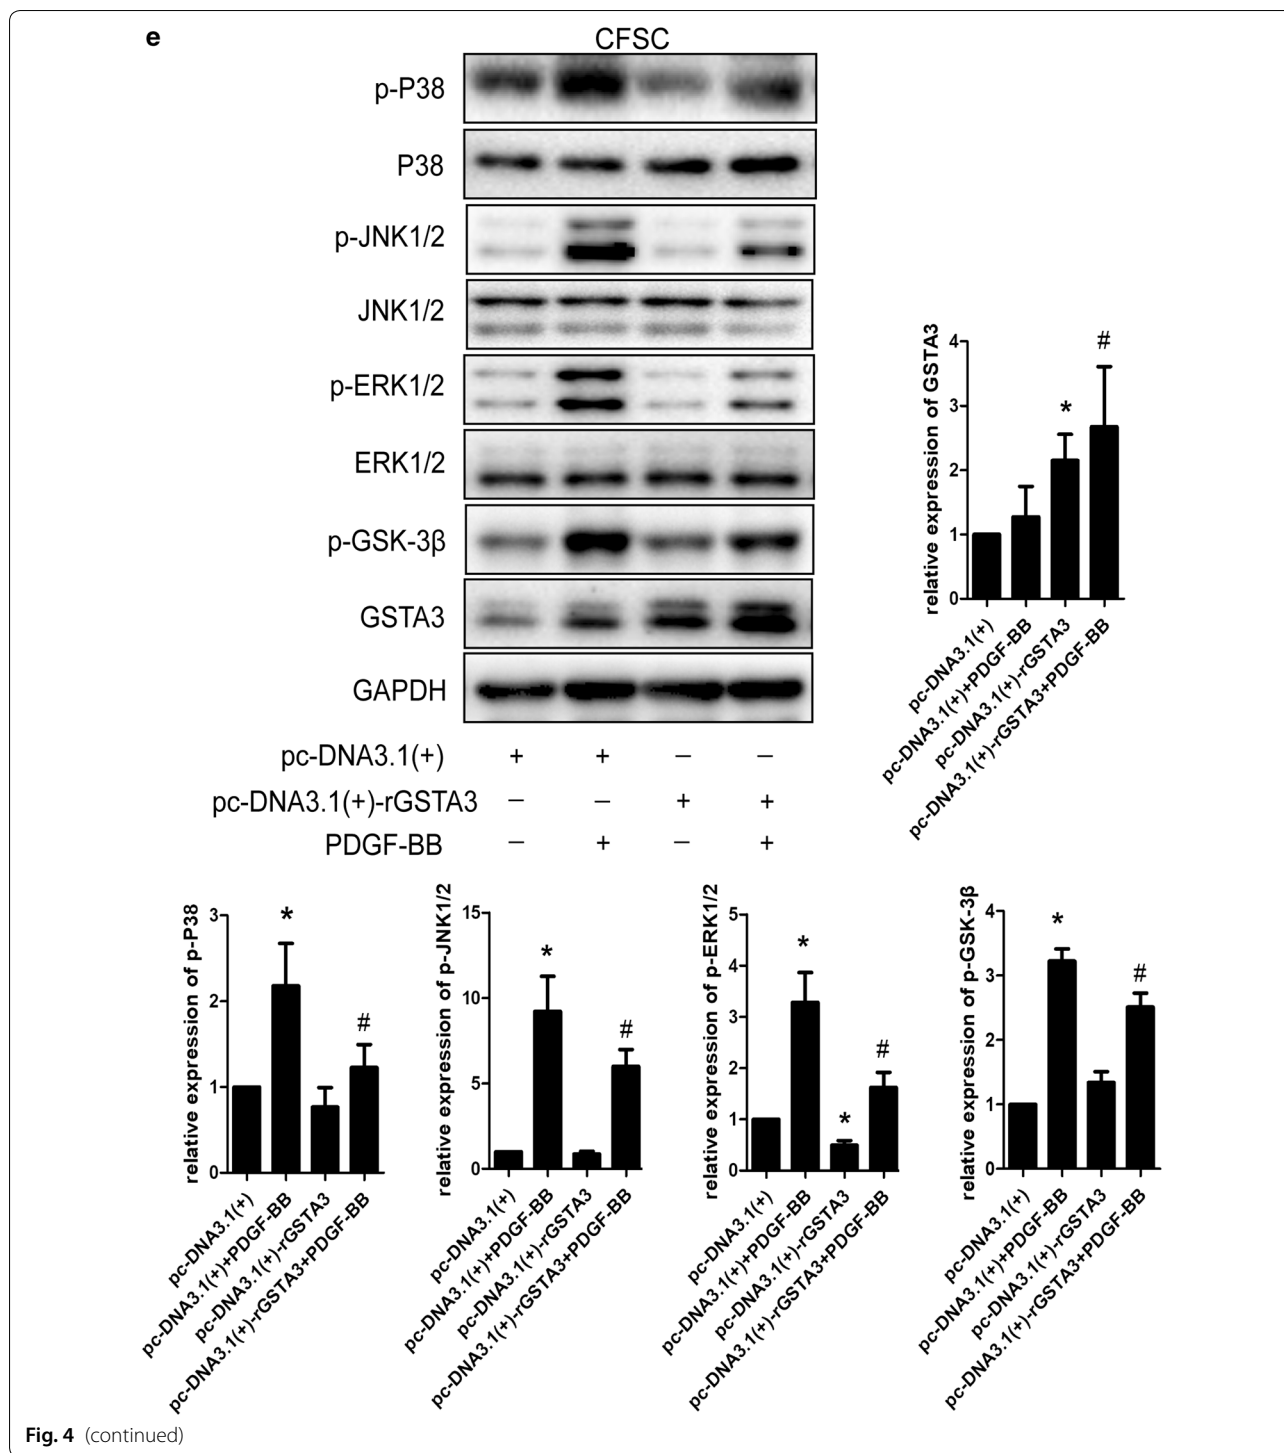 e
CFSC
p-P38
P38
p-JNK1/2
JNK1/2
p-ERK1/2
ERK1/2
p-GSK-3β
GSTA3
GAPDH
pc-DNA3.1(+) + + − −
pc-DNA3.1(+)-rGSTA3 − − + +
PDGF-BB − + − +
relative expression of GSTA3
4
3
2
1
0
*
#
pc-DNA3.1(+)
pc-DNA3.1(+)+PDGF-BB
pc-DNA3.1(+)-rGSTA3
pc-DNA3.1(+)-rGSTA3+PDGF-BB
relative expression of p-P38
3
2
1
0
*
#
pc-DNA3.1(+)
pc-DNA3.1(+)+PDGF-BB
pc-DNA3.1(+)-rGSTA3
pc-DNA3.1(+)-rGSTA3+PDGF-BB
relative expression of p-JNK1/2
15
10
5
0
*
#
pc-DNA3.1(+)
pc-DNA3.1(+)+PDGF-BB
pc-DNA3.1(+)-rGSTA3
pc-DNA3.1(+)-rGSTA3+PDGF-BB
relative expression of p-ERK1/2
5
4
3
2
1
0
*
*
#
pc-DNA3.1(+)
pc-DNA3.1(+)+PDGF-BB
pc-DNA3.1(+)-rGSTA3
pc-DNA3.1(+)-rGSTA3+PDGF-BB
relative expression of p-GSK-3β
4
3
2
1
0
*
#
pc-DNA3.1(+)
pc-DNA3.1(+)+PDGF-BB
pc-DNA3.1(+)-rGSTA3
pc-DNA3.1(+)-rGSTA3+PDGF-BB
Fig. 4 (continued)